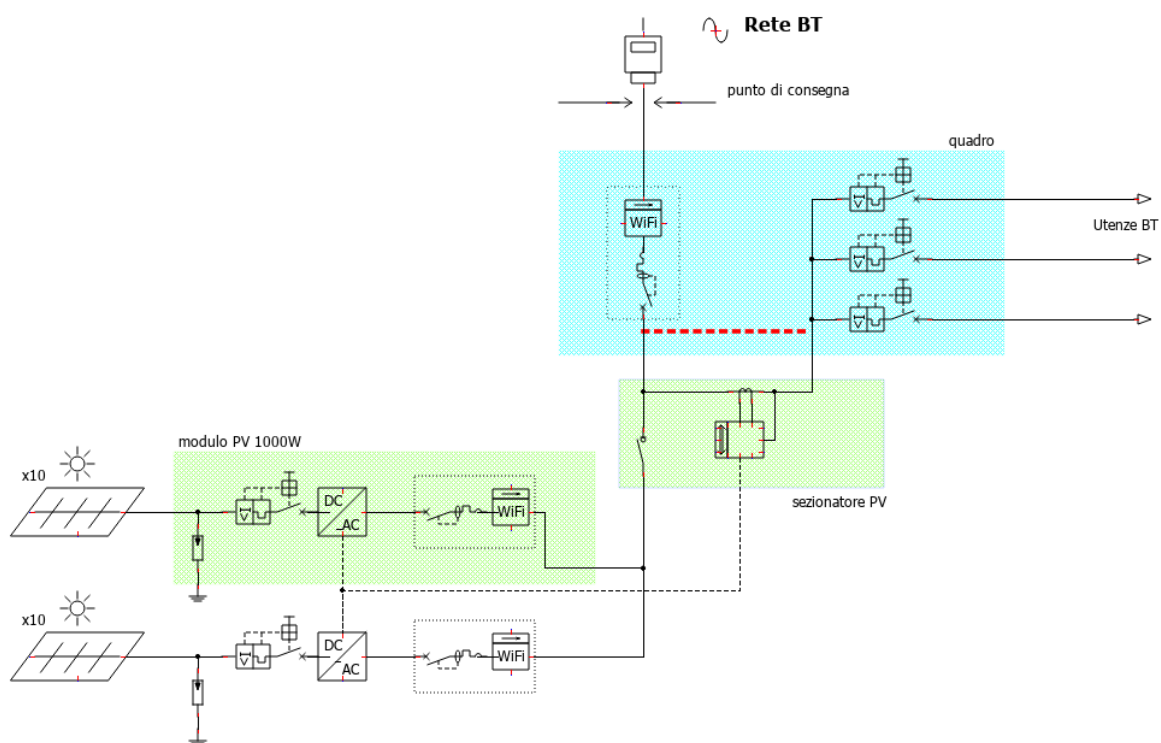 Rete BT
punto di consegna
quadro
WiFi
Utenze BT
modulo PV 1000W
x10
DC
AC
WiFi
sezionatore PV
x10
DC
AC
WiFi